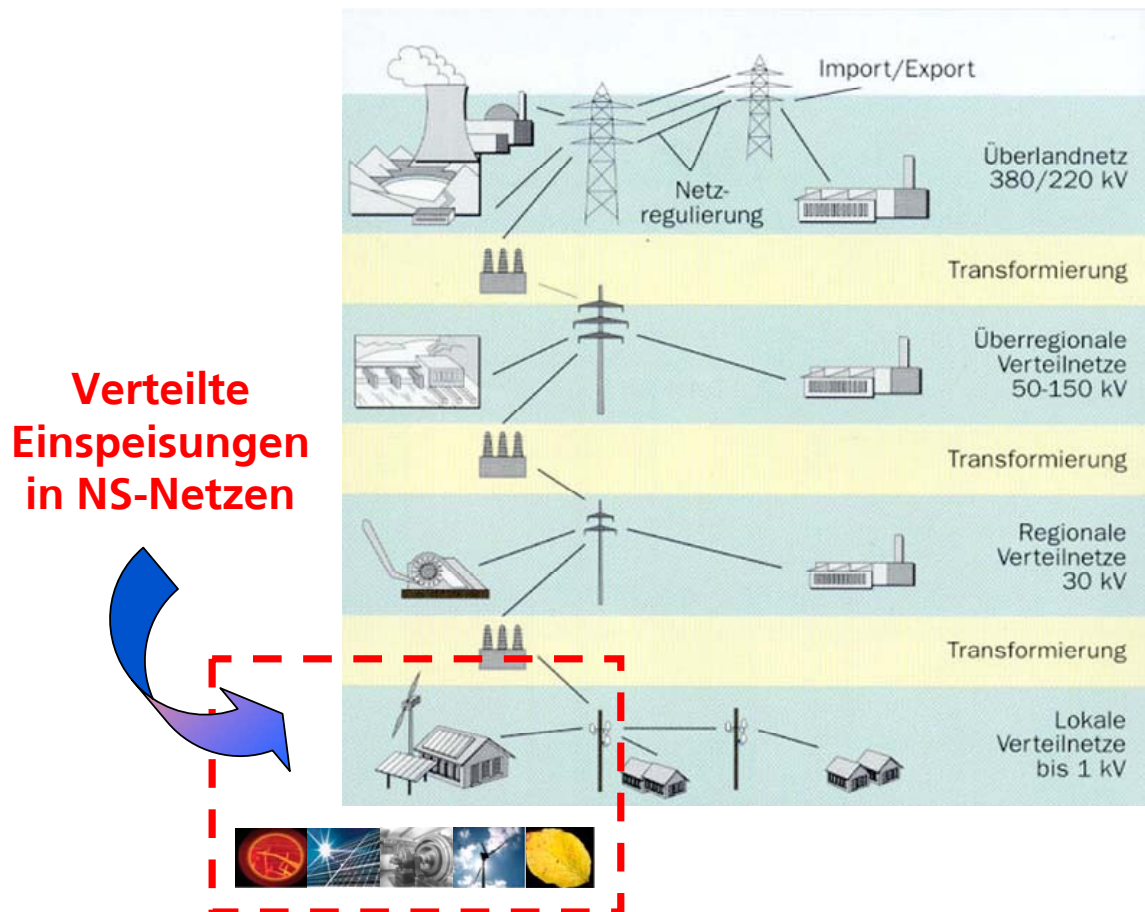 Import/Export
Überlandnetz
380/220 kV
Netz-
regulierung
Transformierung
Überregionale
Verteilnetze
50-150 kV
Verteilte
Einspeisungen
in NS-Netzen
Transformierung
Regionale
Verteilnetze
30 kV
Transformierung
Lokale
Verteilnetze
bis 1 kV